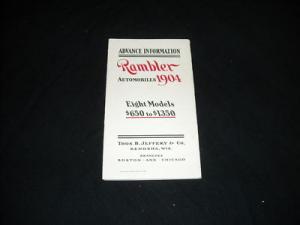 ADVANCE INFORMATION
Rambler
AUTOMOBILES 1904
Eight Models
$650 to $1350
THOS. B. JEFFERY & CO.
KENOSHA, WIS.
BRANCHES
BOSTON - AND - CHICAGO